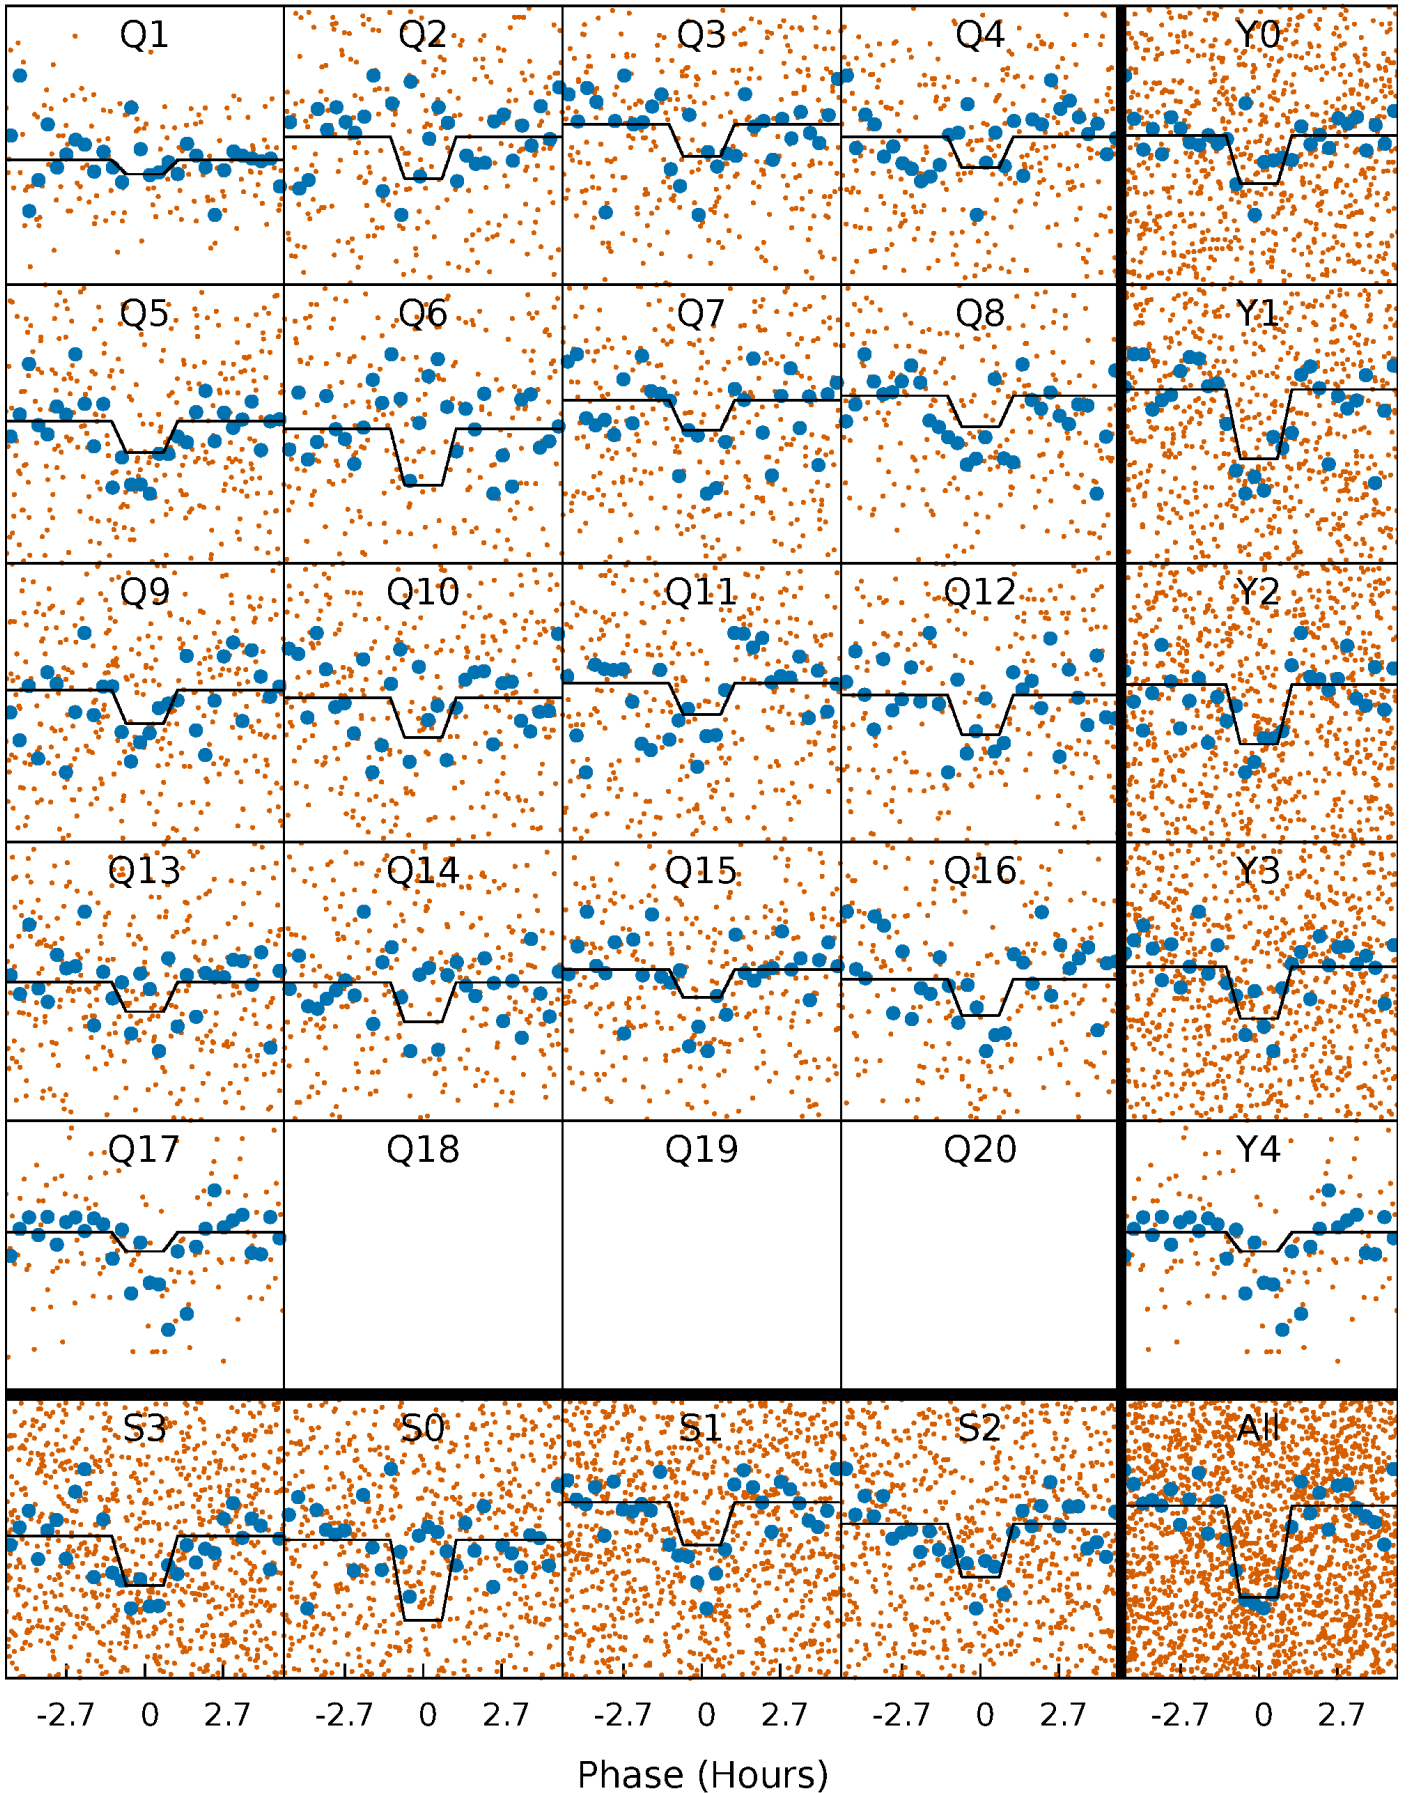 Q1 Q2 Q3 Q4 Y0
Q5 Q6 Q7 Q8 Y1
Q9 Q10 Q11 Q12 Y2
Q13 Q14 Q15 Q16 Y3
Q17 Q18 Q19 Q20 Y4
S3 S0 S1 S2 All
-2.7 0 2.7 -2.7 0 2.7 -2.7 0 2.7 -2.7 0 2.7 -2.7 0 2.7
Phase (Hours)